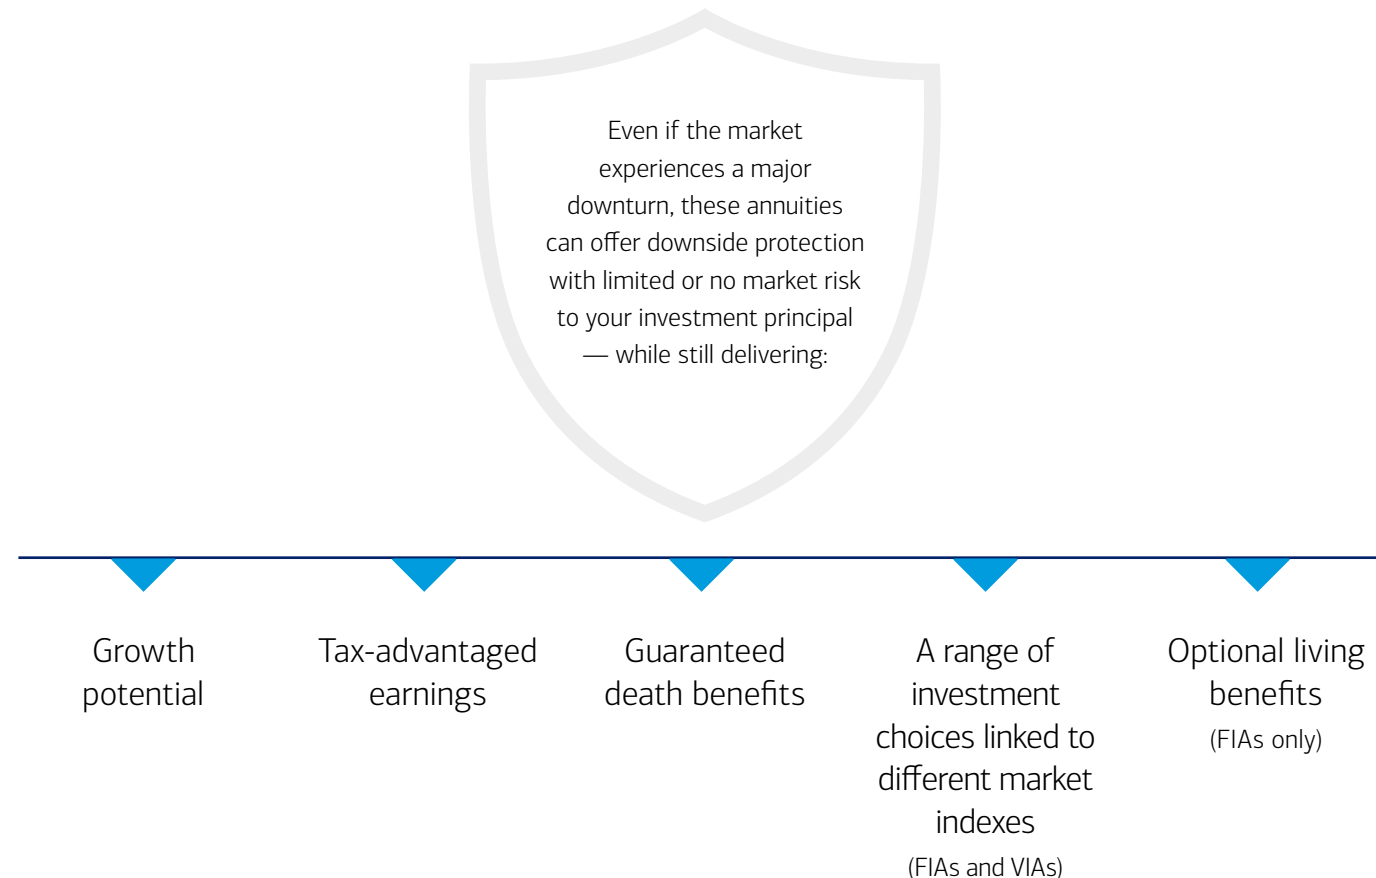 Even if the market
experiences a major
downturn, these annuities
can offer downside protection
with limited or no market risk
to your investment principal
— while still delivering:
Growth
potential
Tax-advantaged
earnings
Guaranteed
death benefits
A range of
investment
choices linked to
different market
indexes
(FIAs and VIAs)
Optional living
benefits
(FIAs only)